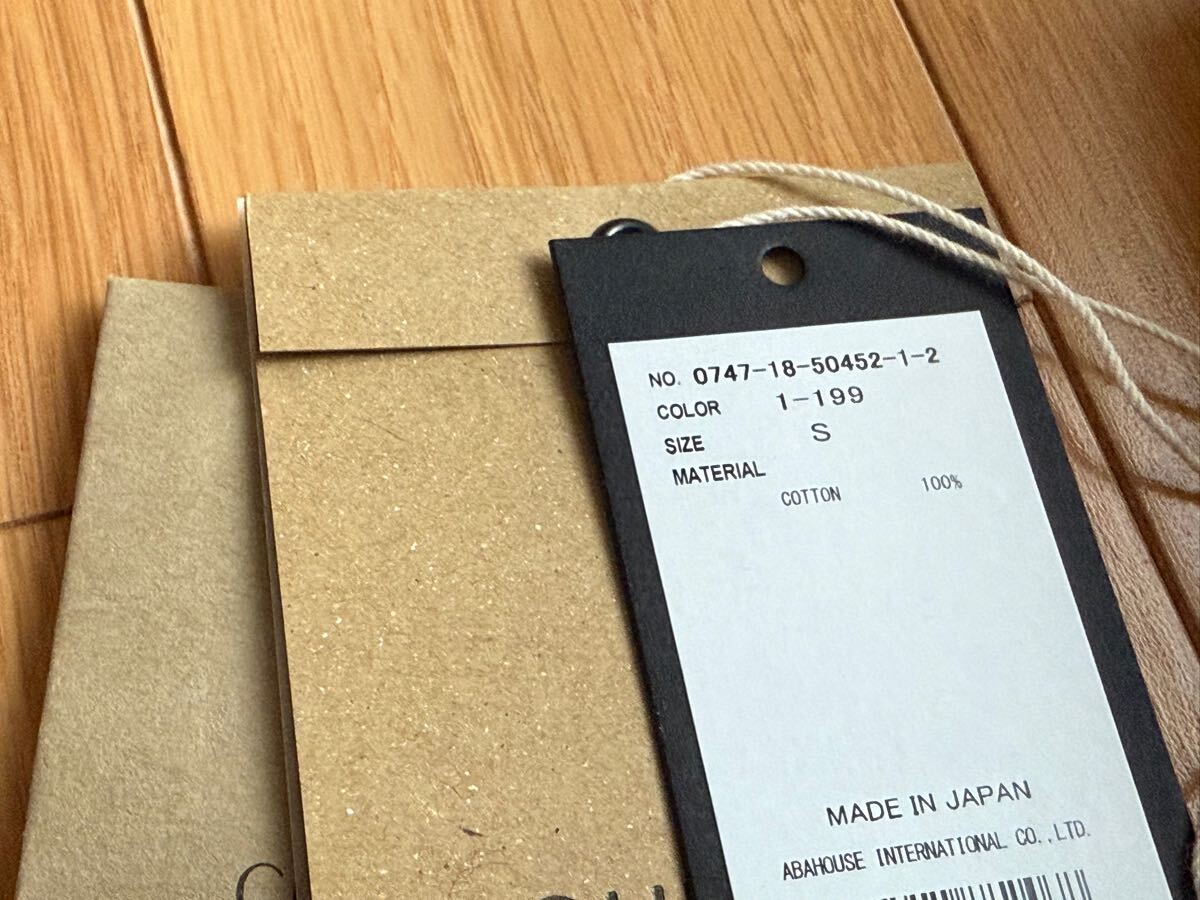 NO. 0747-18-50452-1-2
COLOR 1-199
SIZE S
MATERIAL
COTTON 100%
MADE IN JAPAN
ABAHOUSE INTERNATIONAL CO.,LTD.